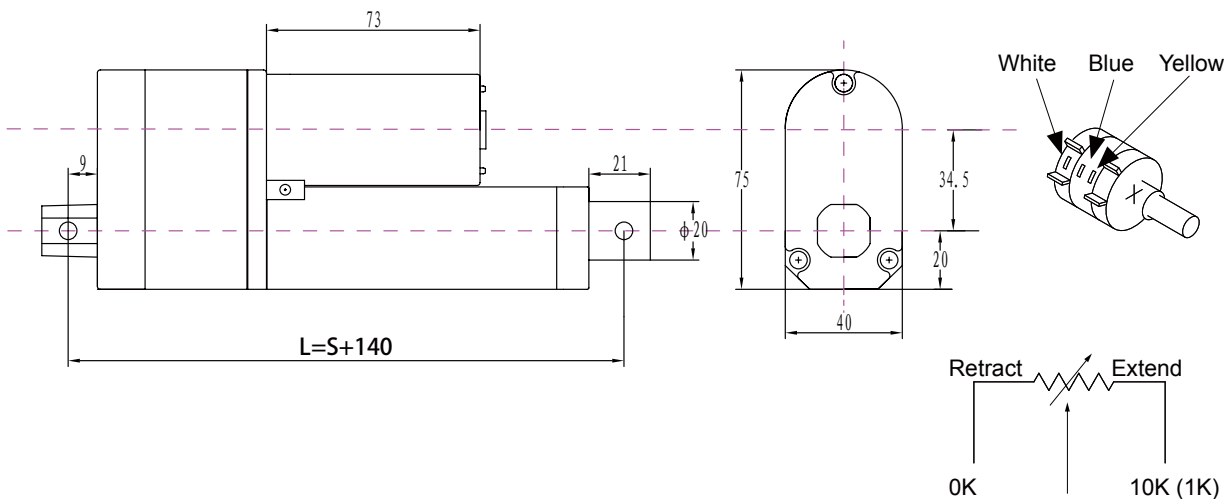 73
White Blue Yellow
9
21
75
34.5
ϕ20
20
L=S+140
40
Retract Extend
0K 10K (1K)